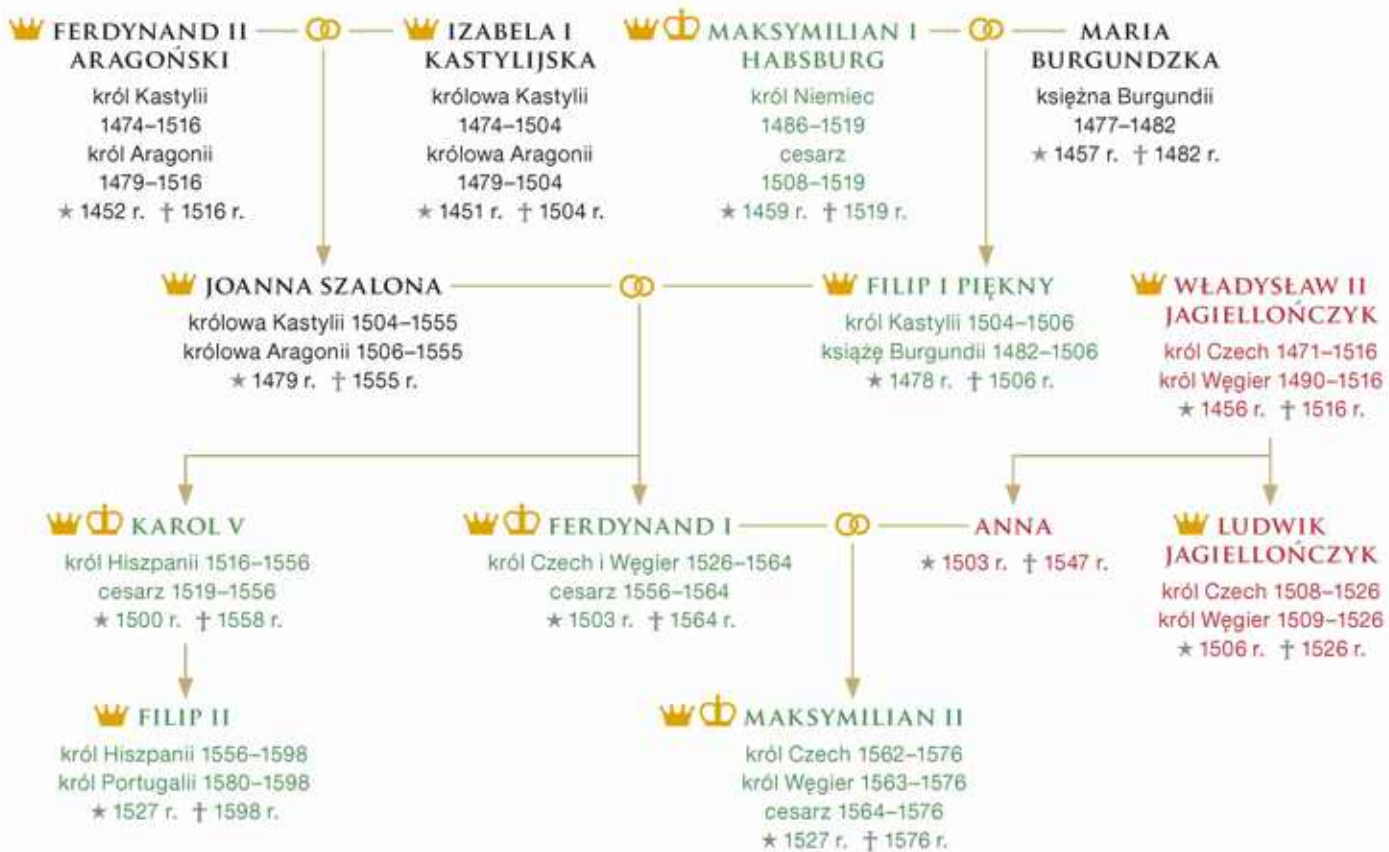 FERDYNAND II
ARAGOŃSKI
król Kastylii
1474–1516
król Aragonii
1479–1516
★ 1452 r. † 1516 r.
IZABELA I
KASTYLIJSKA
królowa Kastylii
1474–1504
królowa Aragonii
1479–1504
★ 1451 r. † 1504 r.
MAKSYMILIAN I
HABSBURG
król Niemiec
1486–1519
cesarz
1508–1519
★ 1459 r. † 1519 r.
MARIA
BURGUNDZKA
księżna Burgundii
1477–1482
★ 1457 r. † 1482 r.
JOANNA SZALONA
królowa Kastylii 1504–1555
królowa Aragonii 1506–1555
★ 1479 r. † 1555 r.
FILIP I PIĘKNY
król Kastylii 1504–1506
książę Burgundii 1482–1506
★ 1478 r. † 1506 r.
WŁADYSŁAW II
JAGIELLOŃCZYK
król Czech 1471–1516
król Węgier 1490–1516
★ 1456 r. † 1516 r.
KAROL V
król Hiszpanii 1516–1556
cesarz 1519–1556
★ 1500 r. † 1558 r.
FERDYNAND I
król Czech i Węgier 1526–1564
cesarz 1556–1564
★ 1503 r. † 1564 r.
ANNA
★ 1503 r. † 1547 r.
LUDWIK
JAGIELLOŃCZYK
król Czech 1508–1526
król Węgier 1509–1526
★ 1506 r. † 1526 r.
FILIP II
król Hiszpanii 1556–1598
król Portugalii 1580–1598
★ 1527 r. † 1598 r.
MAKSYMILIAN II
król Czech 1562–1576
król Węgier 1563–1576
cesarz 1564–1576
★ 1527 r. † 1576 r.